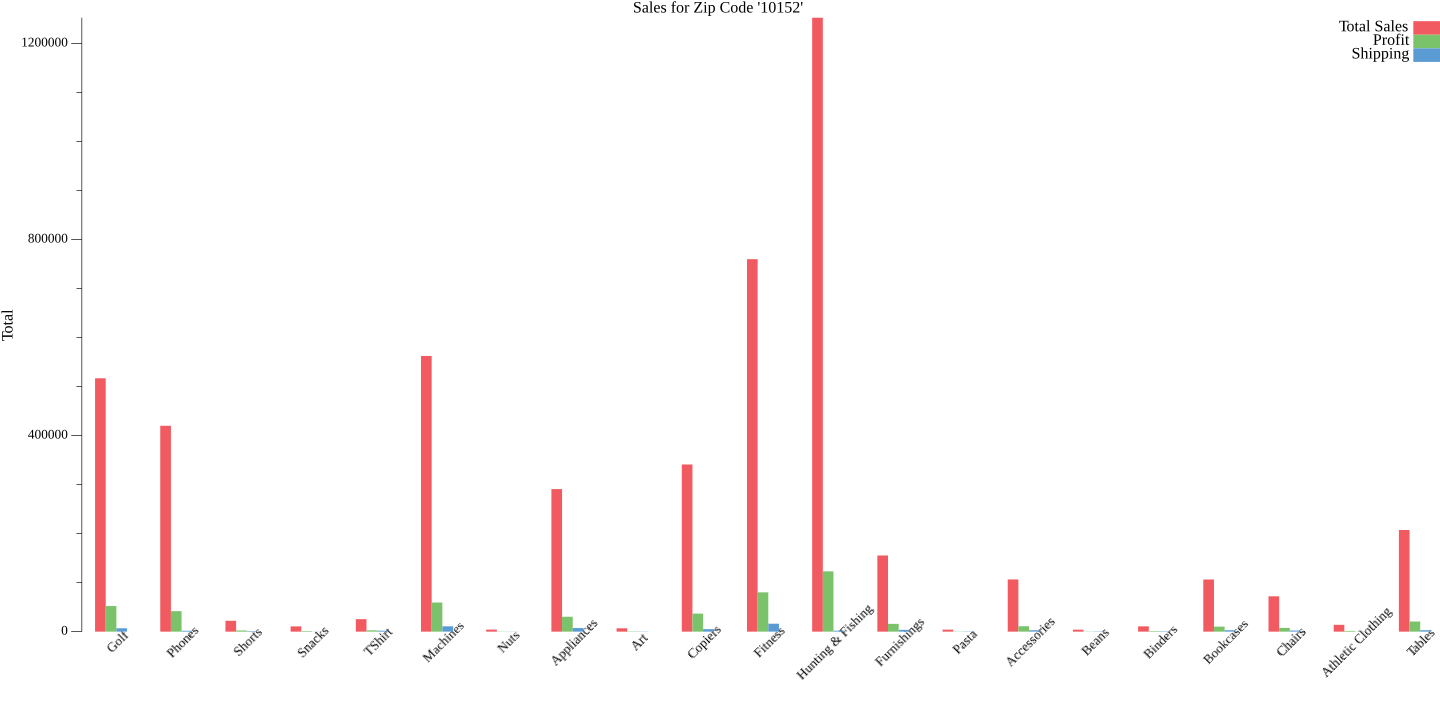 Sales for Zip Code '10152'
Total Sales
Profit
Shipping
1200000
800000
400000
0
Total
Golf
Phones
Shorts
Snacks
TShirt
Machines
Nuts
Appliances
Art
Copiers
Fitness
Hunting & Fishing
Furnishings
Pasta
Accessories
Beans
Binders
Bookcases
Chairs
Athletic Clothing
Tables